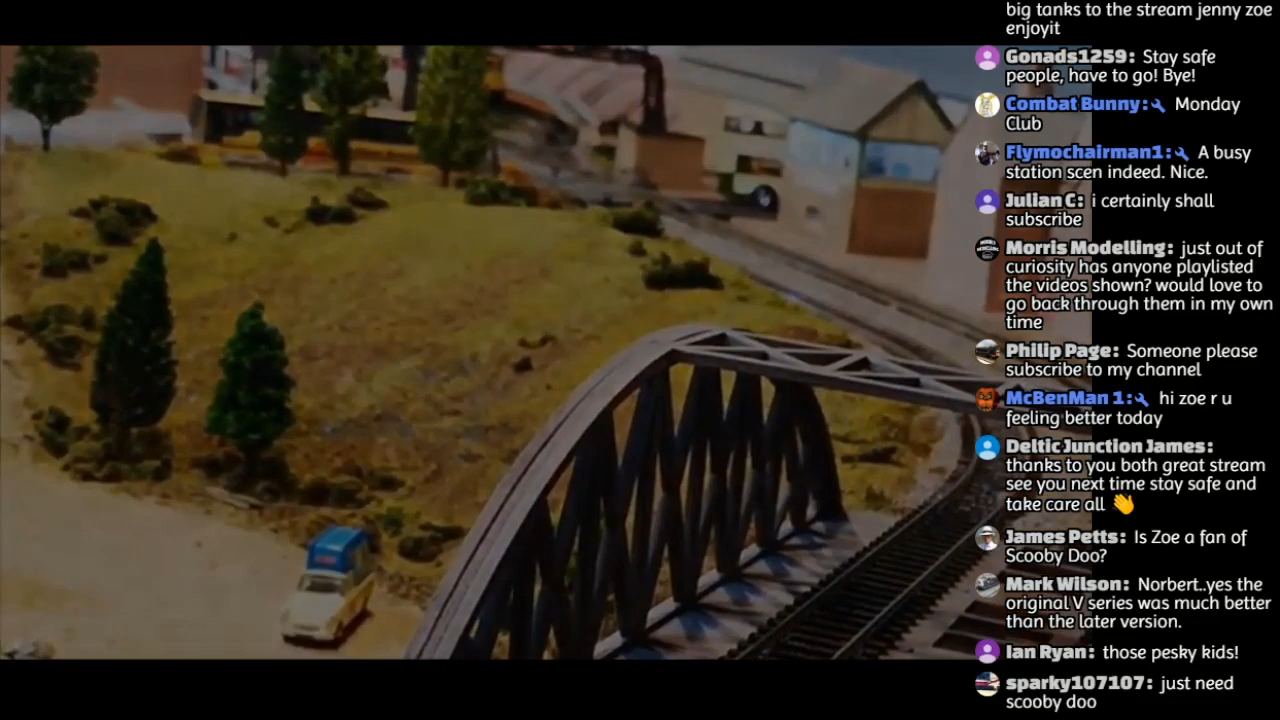 big tanks to the stream jenny zoe
enjoyit
Gonads1259: Stay safe
people, have to go! Bye!
Combat Bunny: Monday
Club
Flymochairman1: A busy
station scen indeed. Nice.
Julian C: i certainly shall
subscribe
Morris Modelling: just out of
curiosity has anyone playlisted
the videos shown? would love to
go back through them in my own
time
Philip Page: Someone please
subscribe to my channel
McBenMan 1: hi zoe r u
feeling better today
Deltic Junction James:
thanks to you both great stream
see you next time stay safe and
take care all 👋
James Petts: Is Zoe a fan of
Scooby Doo?
Mark Wilson: Norbert..yes the
original V series was much better
than the later version.
Ian Ryan: those pesky kids!
sparky107107: just need
scooby doo